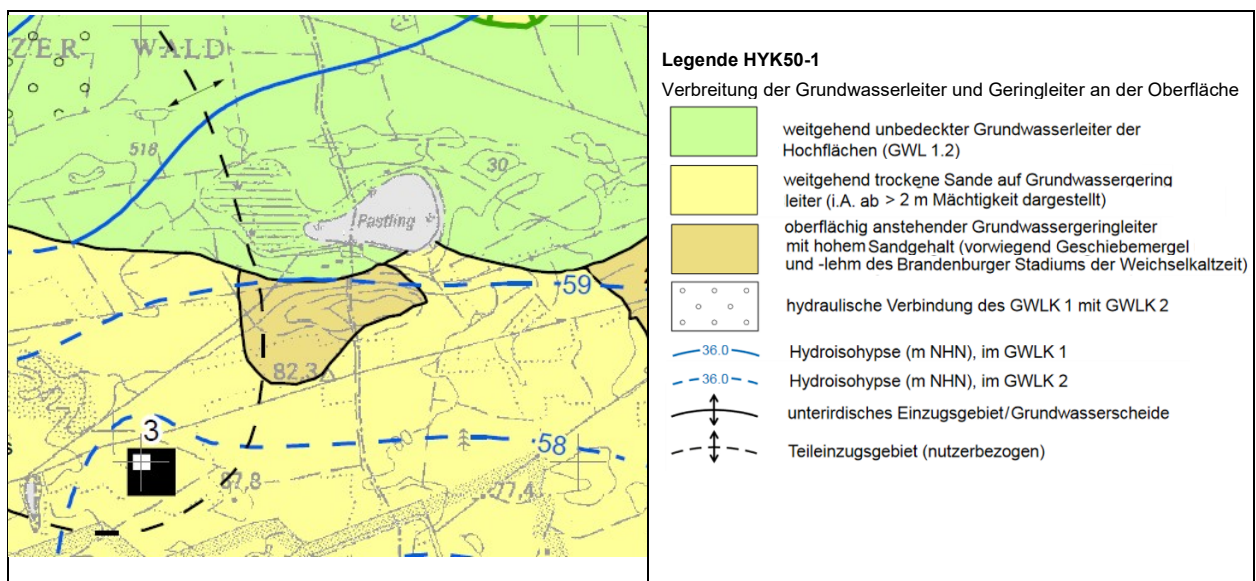 ZER WALD
518
30
Pastling
59
82,3
3
58
60
87,8
77,4
Legende HYK50-1
Verbreitung der Grundwasserleiter und Geringleiter an der Oberfläche
weitgehend unbedeckter Grundwasserleiter der
Hochflächen (GWL 1.2)
weitgehend trockene Sande auf Grundwassergering
leiter (i.A. ab > 2 m Mächtigkeit dargestellt)
oberflächig anstehender Grundwassergeringleiter
mit hohem Sandgehalt (vorwiegend Geschiebemergel
und -lehm des Brandenburger Stadiums der Weichselkaltzeit)
hydraulische Verbindung des GWLK 1 mit GWLK 2
36.0 Hydroisohypse (m NHN), im GWLK 1
36.0 Hydroisohypse (m NHN), im GWLK 2
unterirdisches Einzugsgebiet/Grundwasserscheide
Teileinzugsgebiet (nutzerbezogen)